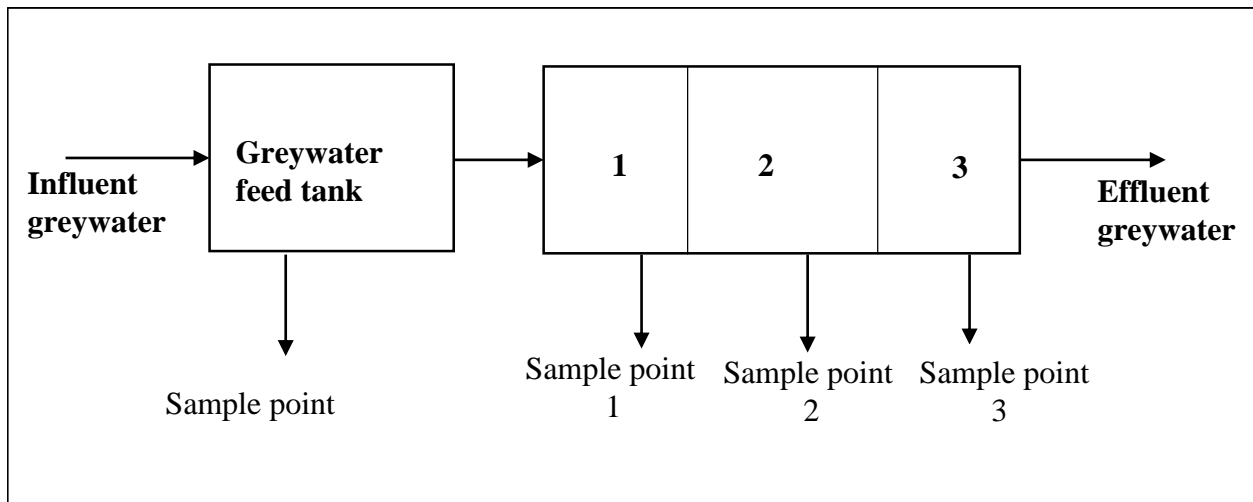 Influent
greywater
Greywater
feed tank
1
2
3
Effluent
greywater
Sample point
Sample point
1
Sample point
2
Sample point
3